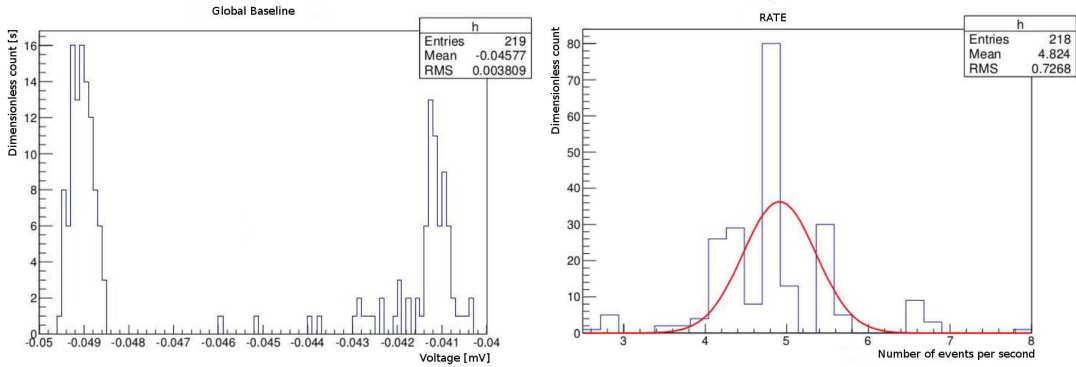 Global Baseline
Dimensionless count [s]
h
Entries 219
Mean -0.04577
RMS 0.003809
16
14
12
10
8
6
4
2
0
-0.05 -0.049 -0.048 -0.047 -0.046 -0.045 -0.044 -0.043 -0.042 -0.041 -0.04
Voltage [mV]
RATE
Dimensionless count
h
Entries 218
Mean 4.824
RMS 0.7268
80
70
60
50
40
30
20
10
0
3 4 5 6 7 8
Number of events per second